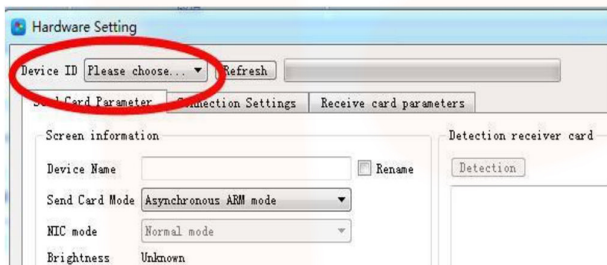 Hardware Setting
Device ID Please choose... Refresh
Send Card Parameter Connection Settings Receive card parameters
Screen information Detection receiver card
Device Name Rename Detection
Send Card Mode Asynchronous ARM mode
NIC mode Normal mode
Brightness Unknown